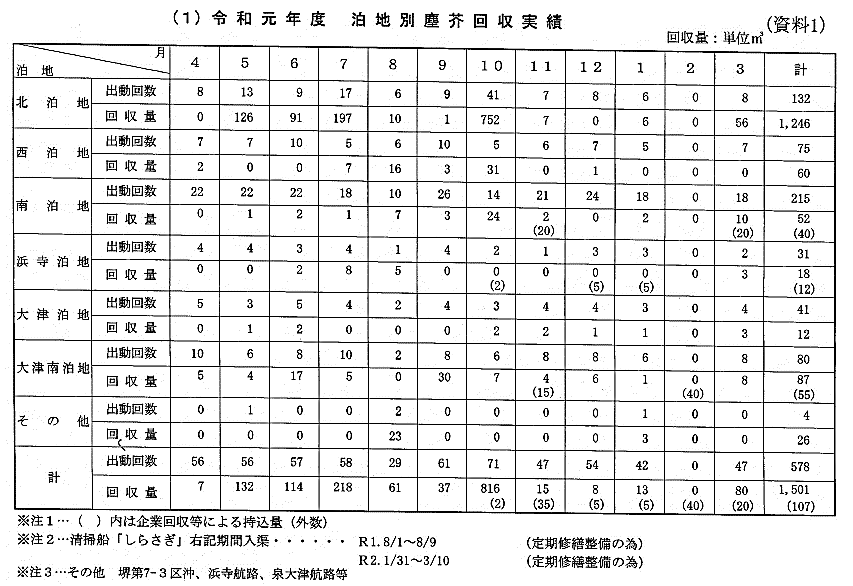 (1)令和元年度 泊地別塵芥回収実績
(資料1)
回収量:単位㎥
月
泊地 4 5 6 7 8 9 10 11 12 1 2 3 計
北泊地 出動回数 8 13 9 17 6 9 41 7 8 6 0 8 132
回収量 0 126 91 197 10 1 752 7 0 6 0 56 1,246
西泊地 出動回数 7 7 10 5 6 10 5 6 7 5 0 7 75
回収量 2 0 0 7 16 3 31 0 1 0 0 0 60
南泊地 出動回数 22 22 22 18 10 26 14 21 24 18 0 18 215
回収量 0 1 2 1 7 3 24 2 0 2 0 10 52
(20) (20) (40)
浜寺泊地 出動回数 4 4 3 4 1 4 2 1 3 3 0 2 31
回収量 0 0 2 8 5 0 0 0 0 0 0 3 18
(2) (5) (5) (12)
大津泊地 出動回数 5 3 5 4 2 4 3 4 4 3 0 4 41
回収量 0 1 2 0 0 0 2 2 1 1 0 3 12
大津南泊地 出動回数 10 6 8 10 2 8 6 8 8 6 0 8 80
回収量 5 4 17 5 0 30 7 4 6 1 0 8 87
(15) (40) (55)
その他 出動回数 0 1 0 0 2 0 0 0 0 1 0 0 4
回収量 0 0 0 0 23 0 0 0 0 3 0 0 26
計 出動回数 56 56 57 58 29 61 71 47 54 42 0 47 578
回収量 7 132 114 218 61 37 816 15 8 13 0 80 1,501
(2) (35) (5) (5) (40) (20) (107)
※注1…( )内は企業回収等による持込量(外数)
※注2…清掃船「しらさぎ」右記期間入渠・・・・・・ R1.8/1〜8/9 (定期修繕整備の為)
R2.1/31〜3/10 (定期修繕整備の為)
※注3…その他 堺第7-3区沖、浜寺航路、泉大津航路等